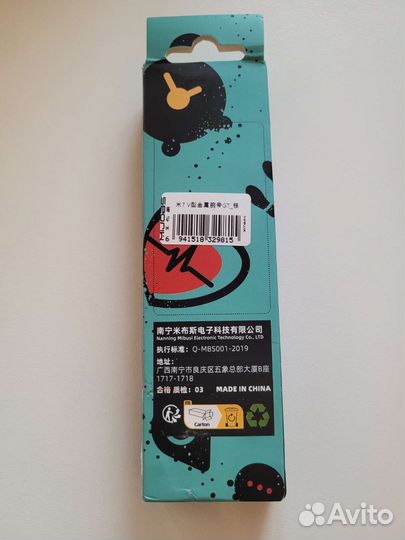 米7 V型金属腕带GT_银
6 941518 329815
南宁米布斯电子科技有限公司
Nanning Mibusi Electronic Technology Co., LTD
执行标准: Q-MBS001-2019
地址:
广西南宁市良庆区五象总部大厦B座
1717-1718
合格 质检: 03 MADE IN CHINA
Carton
Avito